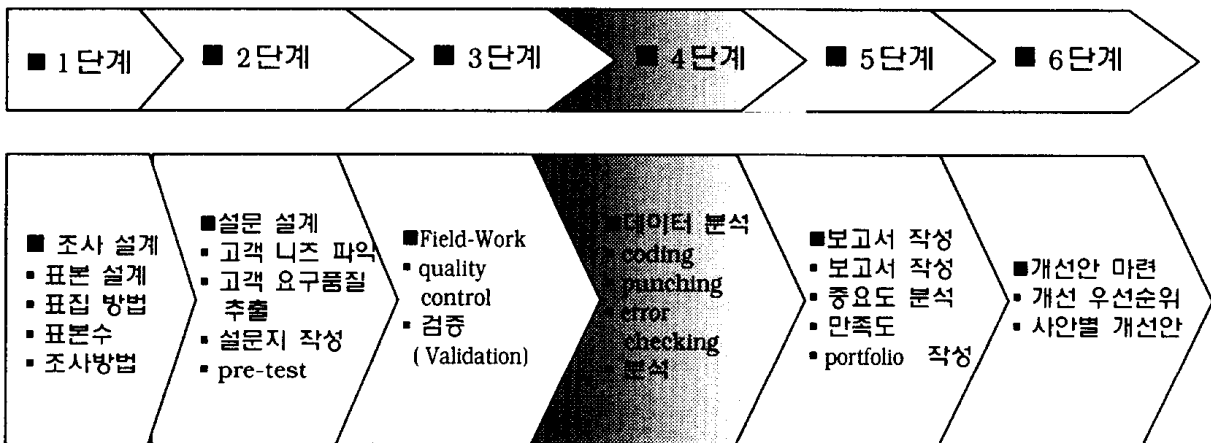 ■ 1단계
■ 2단계
■ 3단계
■ 4단계
■ 5단계
■ 6단계
■ 조사 설계
▪ 표본 설계
▪ 표집 방법
▪ 표본수
▪ 조사방법
■설문 설계
▪ 고객 니즈 파악
▪ 고객 요구품질
추출
▪ 설문지 작성
▪ pre-test
■Field-Work
▪ quality
control
▪ 검증
( Validation)
■데이터 분석
▪ coding
▪ punching
▪ error
checking
▪ 분석
■보고서 작성
▪ 보고서 작성
▪ 중요도 분석
▪ 만족도
▪ portfolio 작성
■개선안 마련
▪ 개선 우선순위
▪ 사안별 개선안